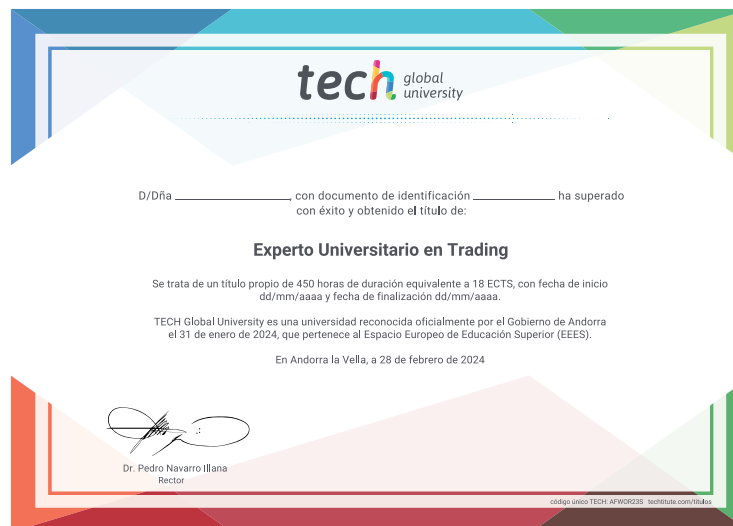 tech global university
D/Dña ______________________, con documento de identificación ______________ ha superado
con éxito y obtenido el título de:
Experto Universitario en Trading
Se trata de un título propio de 450 horas de duración equivalente a 18 ECTS, con fecha de inicio
dd/mm/aaaa y fecha de finalización dd/mm/aaaa.
TECH Global University es una universidad reconocida oficialmente por el Gobierno de Andorra
el 31 de enero de 2024, que pertenece al Espacio Europeo de Educación Superior (EEES).
En Andorra la Vella, a 28 de febrero de 2024
Dr. Pedro Navarro Illana
Rector
código único TECH: AFWOR23S techtitute.com/titulos